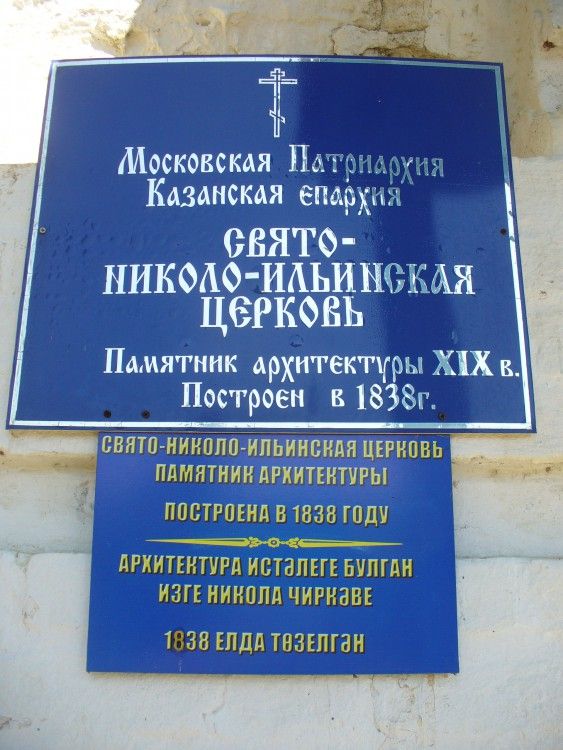 Московская Патриархия
Казанская епархия
СВЯТО-
НИКОЛО-ИЛЬИНСКАЯ
ЦЕРКОВЬ
Памятник архитектуры XIX в.
Построен в 1838г.
СВЯТО-НИКОЛО-ИЛЬИНСКАЯ ЦЕРКОВЬ
ПАМЯТНИК АРХИТЕКТУРЫ
ПОСТРОЕНА В 1838 ГОДУ
АРХИТЕКТУРА ИСТӘЛЕГЕ БУЛГАН
ИЗГЕ НИКОЛА ЧИРКӘВЕ
1838 ЕЛДА ТӨЗЕЛГӘН